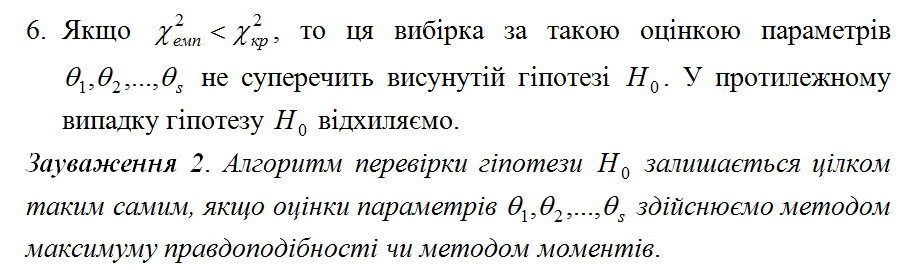 6. Якщо χ²емп < χ²кр, то ця вибірка за такою оцінкою параметрів
θ₁,θ₂,...,θₛ не суперечить висунутій гіпотезі H₀. У протилежному
випадку гіпотезу H₀ відхиляємо.
Зауваження 2. Алгоритм перевірки гіпотези H₀ залишається цілком
таким самим, якщо оцінки параметрів θ₁,θ₂,...,θₛ здійснюємо методом
максимуму правдоподібності чи методом моментів.